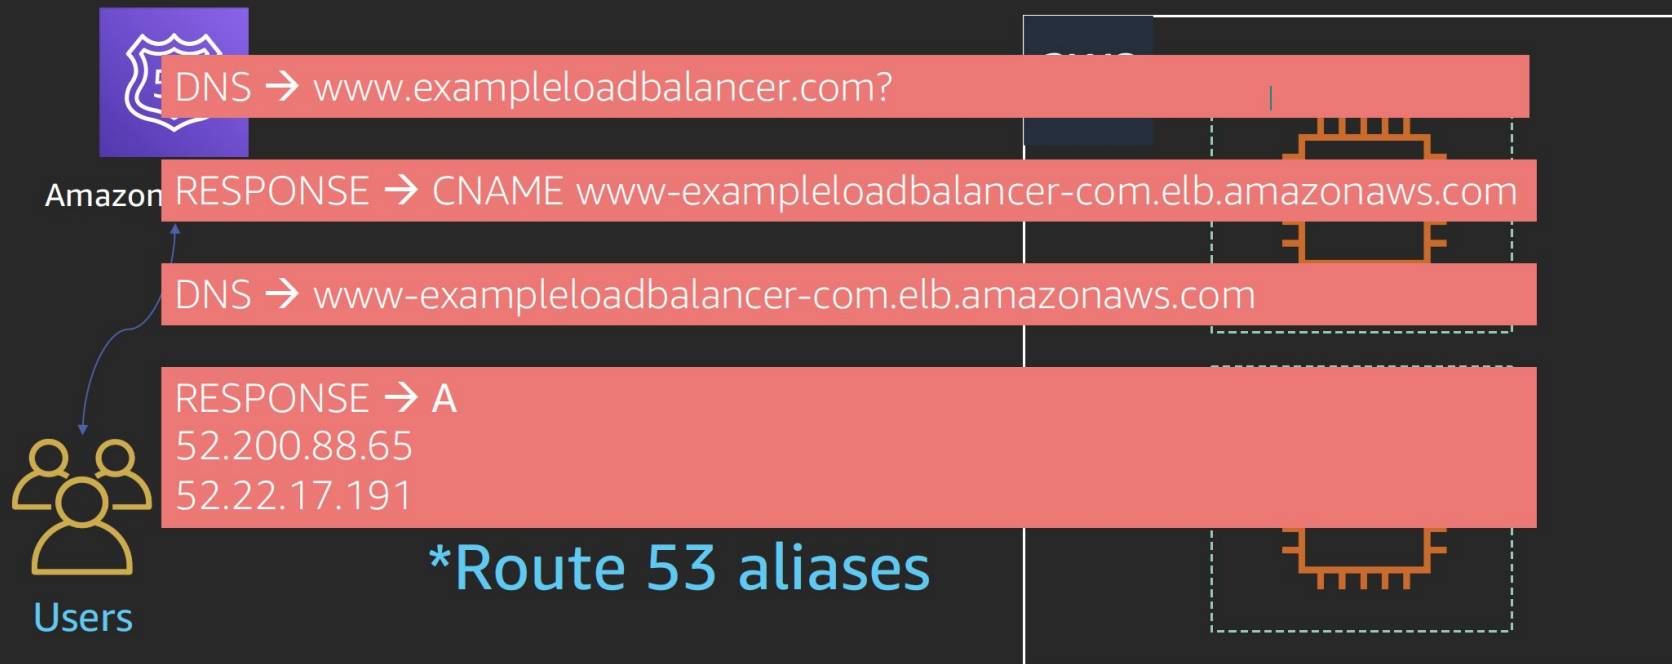 DNS → www.exampleloadbalancer.com?
Amazon
RESPONSE → CNAME www-exampleloadbalancer-com.elb.amazonaws.com
DNS → www-exampleloadbalancer-com.elb.amazonaws.com
RESPONSE → A
52.200.88.65
52.22.17.191
*Route 53 aliases
Users